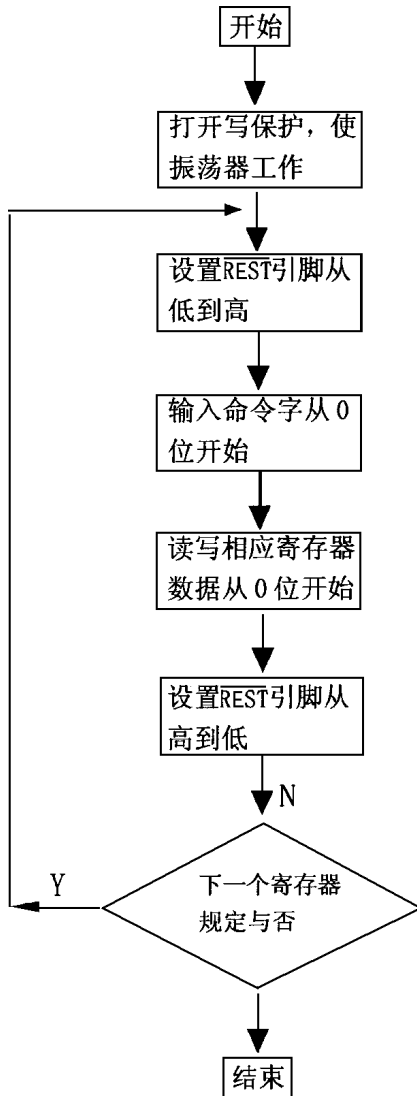 开始
打开写保护，使
振荡器工作
设置REST引脚从
低到高
输入命令字从0
位开始
读写相应寄存器
数据从0位开始
设置REST引脚从
高到低
N
Y
下一个寄存器
规定与否
结束